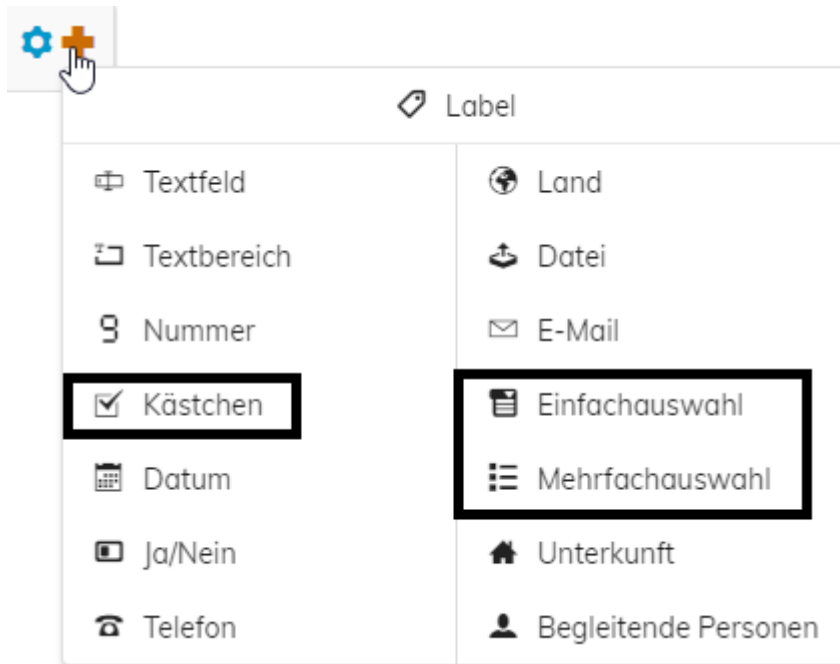 Label
Textfeld
Land
Textbereich
Datei
Nummer
E-Mail
Kästchen
Einfachauswahl
Datum
Mehrfachauswahl
Ja/Nein
Unterkunft
Telefon
Begleitende Personen